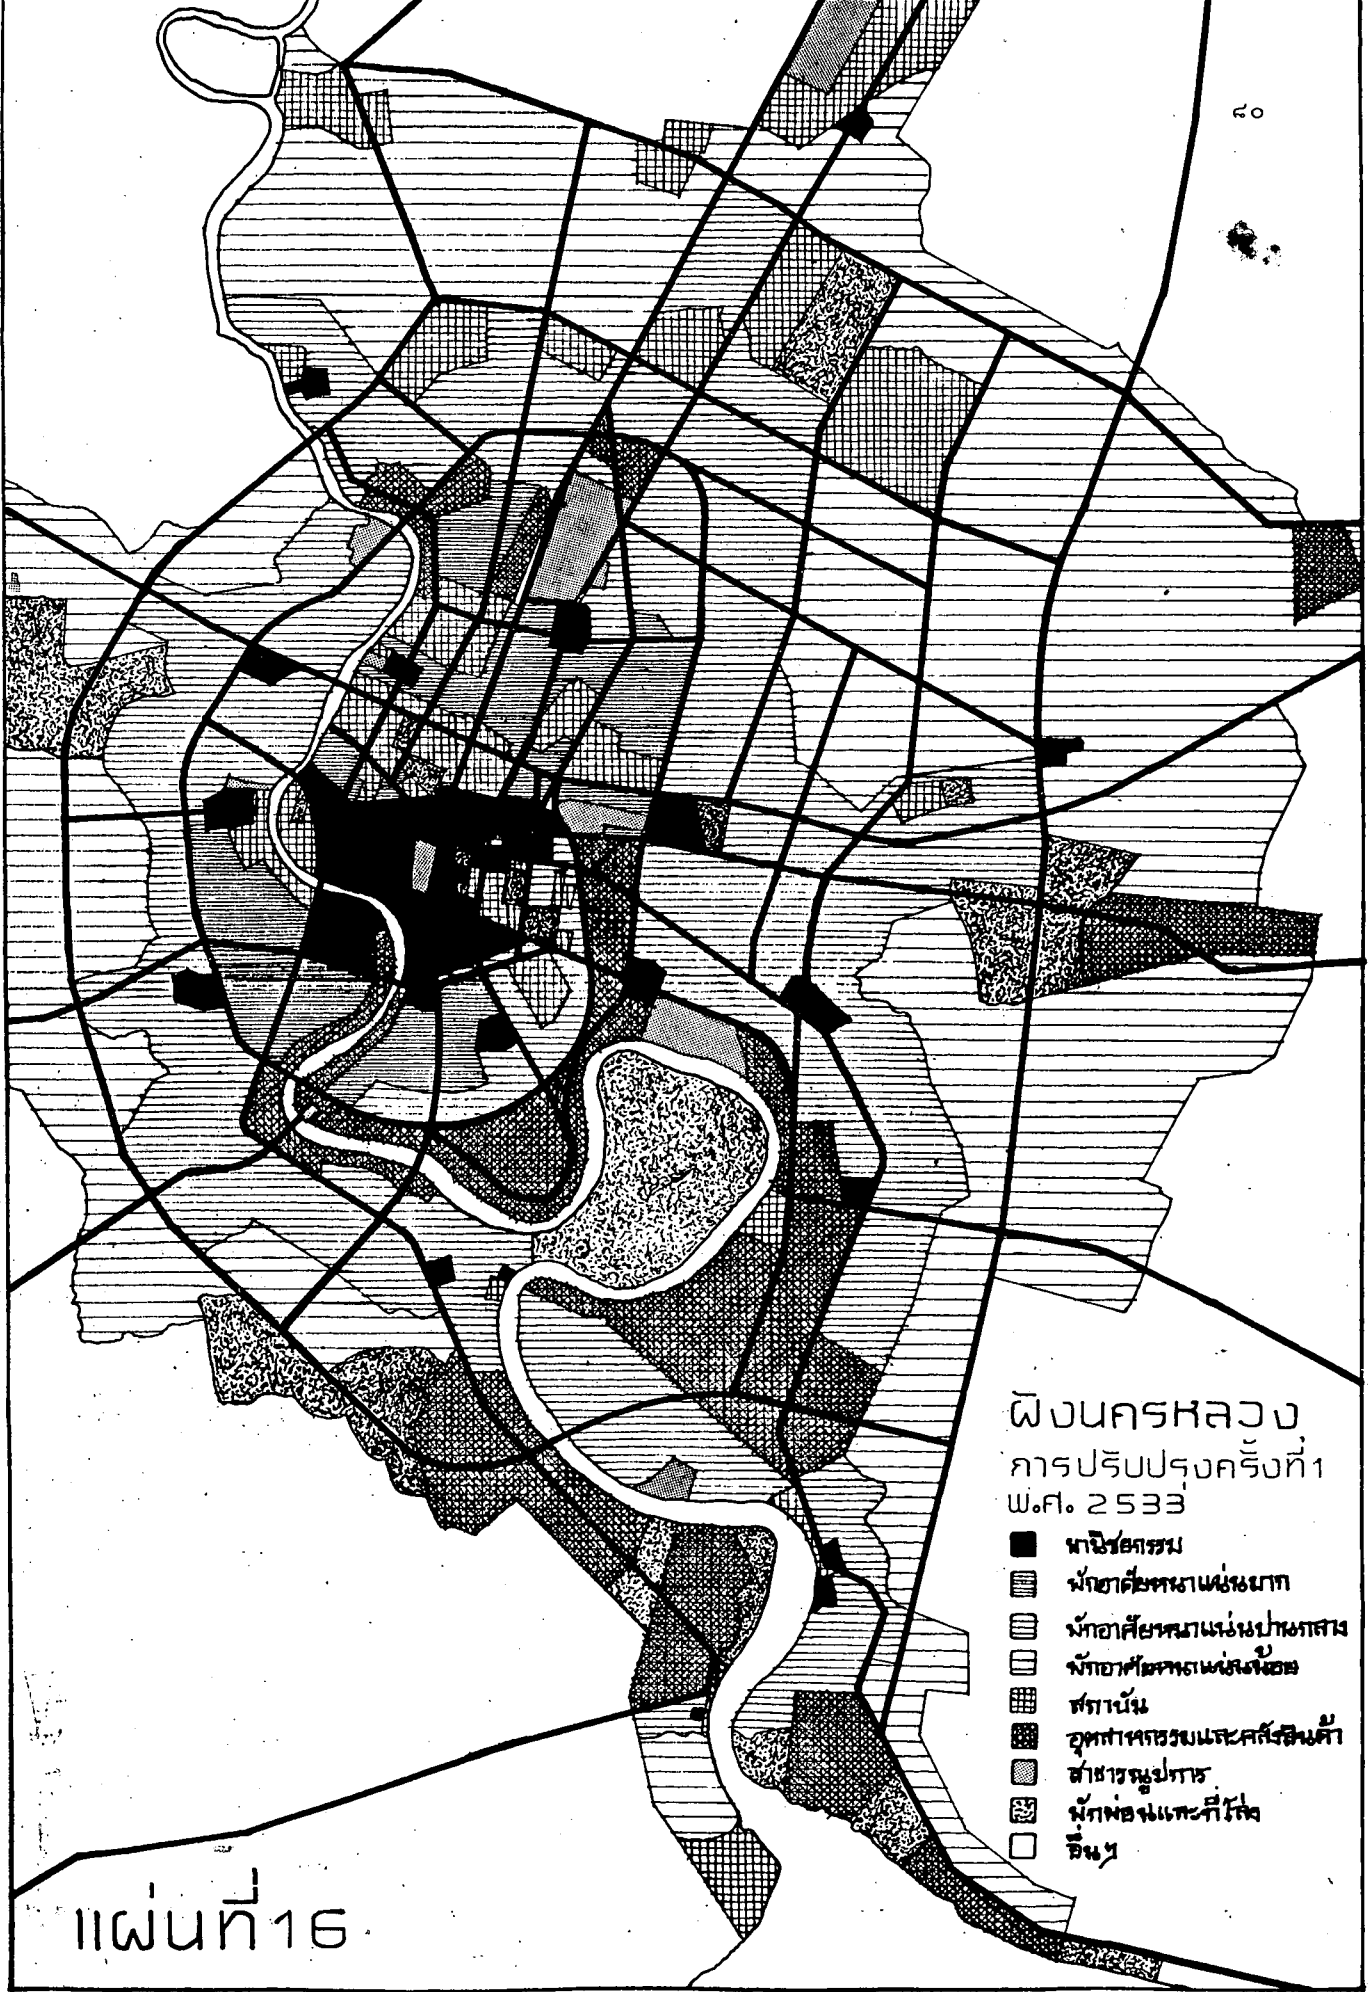 ๘๐
ผังนครหลวง
การปรับปรุงครั้งที่1
พ.ศ. 2533
พานิชยกรรม
พักอาศัยหนาแน่นมาก
พักอาศัยหนาแน่นปานกลาง
พักอาศัยหนาแน่นน้อย
สถาบัน
อุตสาหกรรมและคลังสินค้า
สาธารณูปการ
พักผ่อนและที่โล่ง
อื่นๆ
แผ่นที่16